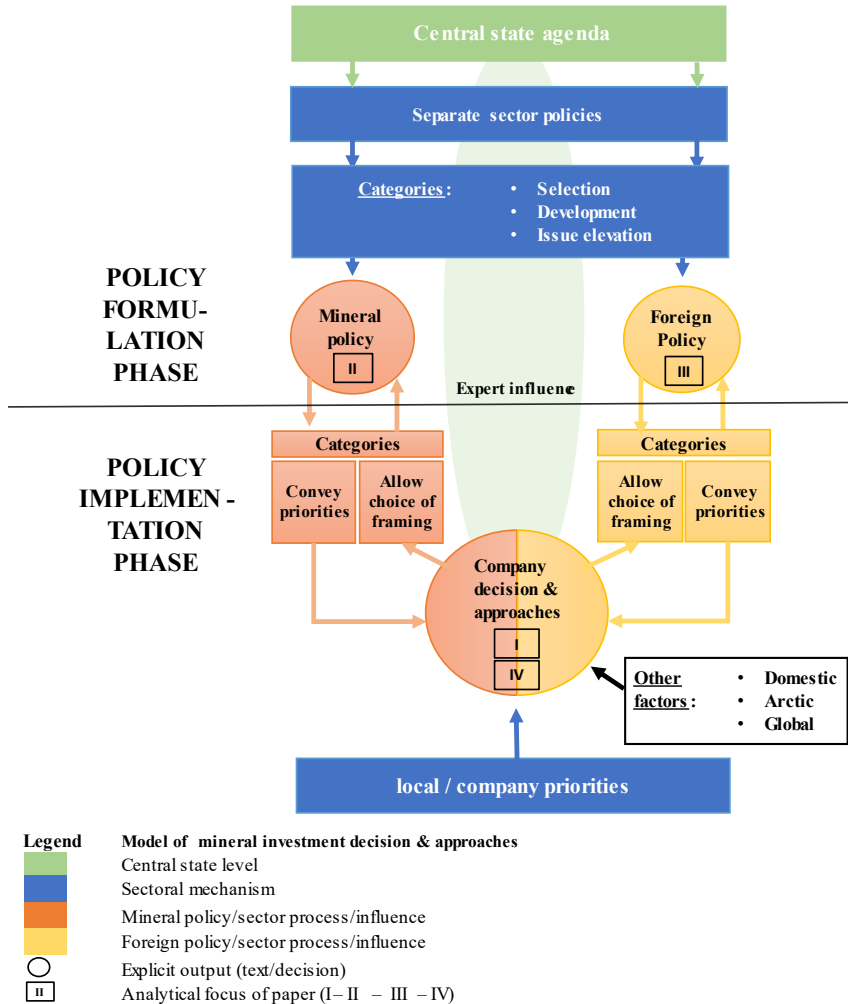 Central state agenda
Separate sector policies
Categories: • Selection
• Development
• Issue elevation
POLICY
FORMU-
LATION
PHASE
Mineral
policy
II
Foreign
Policy
III
Expert influence
POLICY
IMPLEMEN -
TATION
PHASE
Categories
Convey
priorities
Allow
choice of
framing
Categories
Allow
choice of
framing
Convey
priorities
Company
decision &
approaches
I
IV
Other
factors:
• Domestic
• Arctic
• Global
local / company priorities
Legend Model of mineral investment decision & approaches
Central state level
Sectoral mechanism
Mineral policy/sector process/influence
Foreign policy/sector process/influence
Explicit output (text/decision)
II Analytical focus of paper (I – II – III – IV)